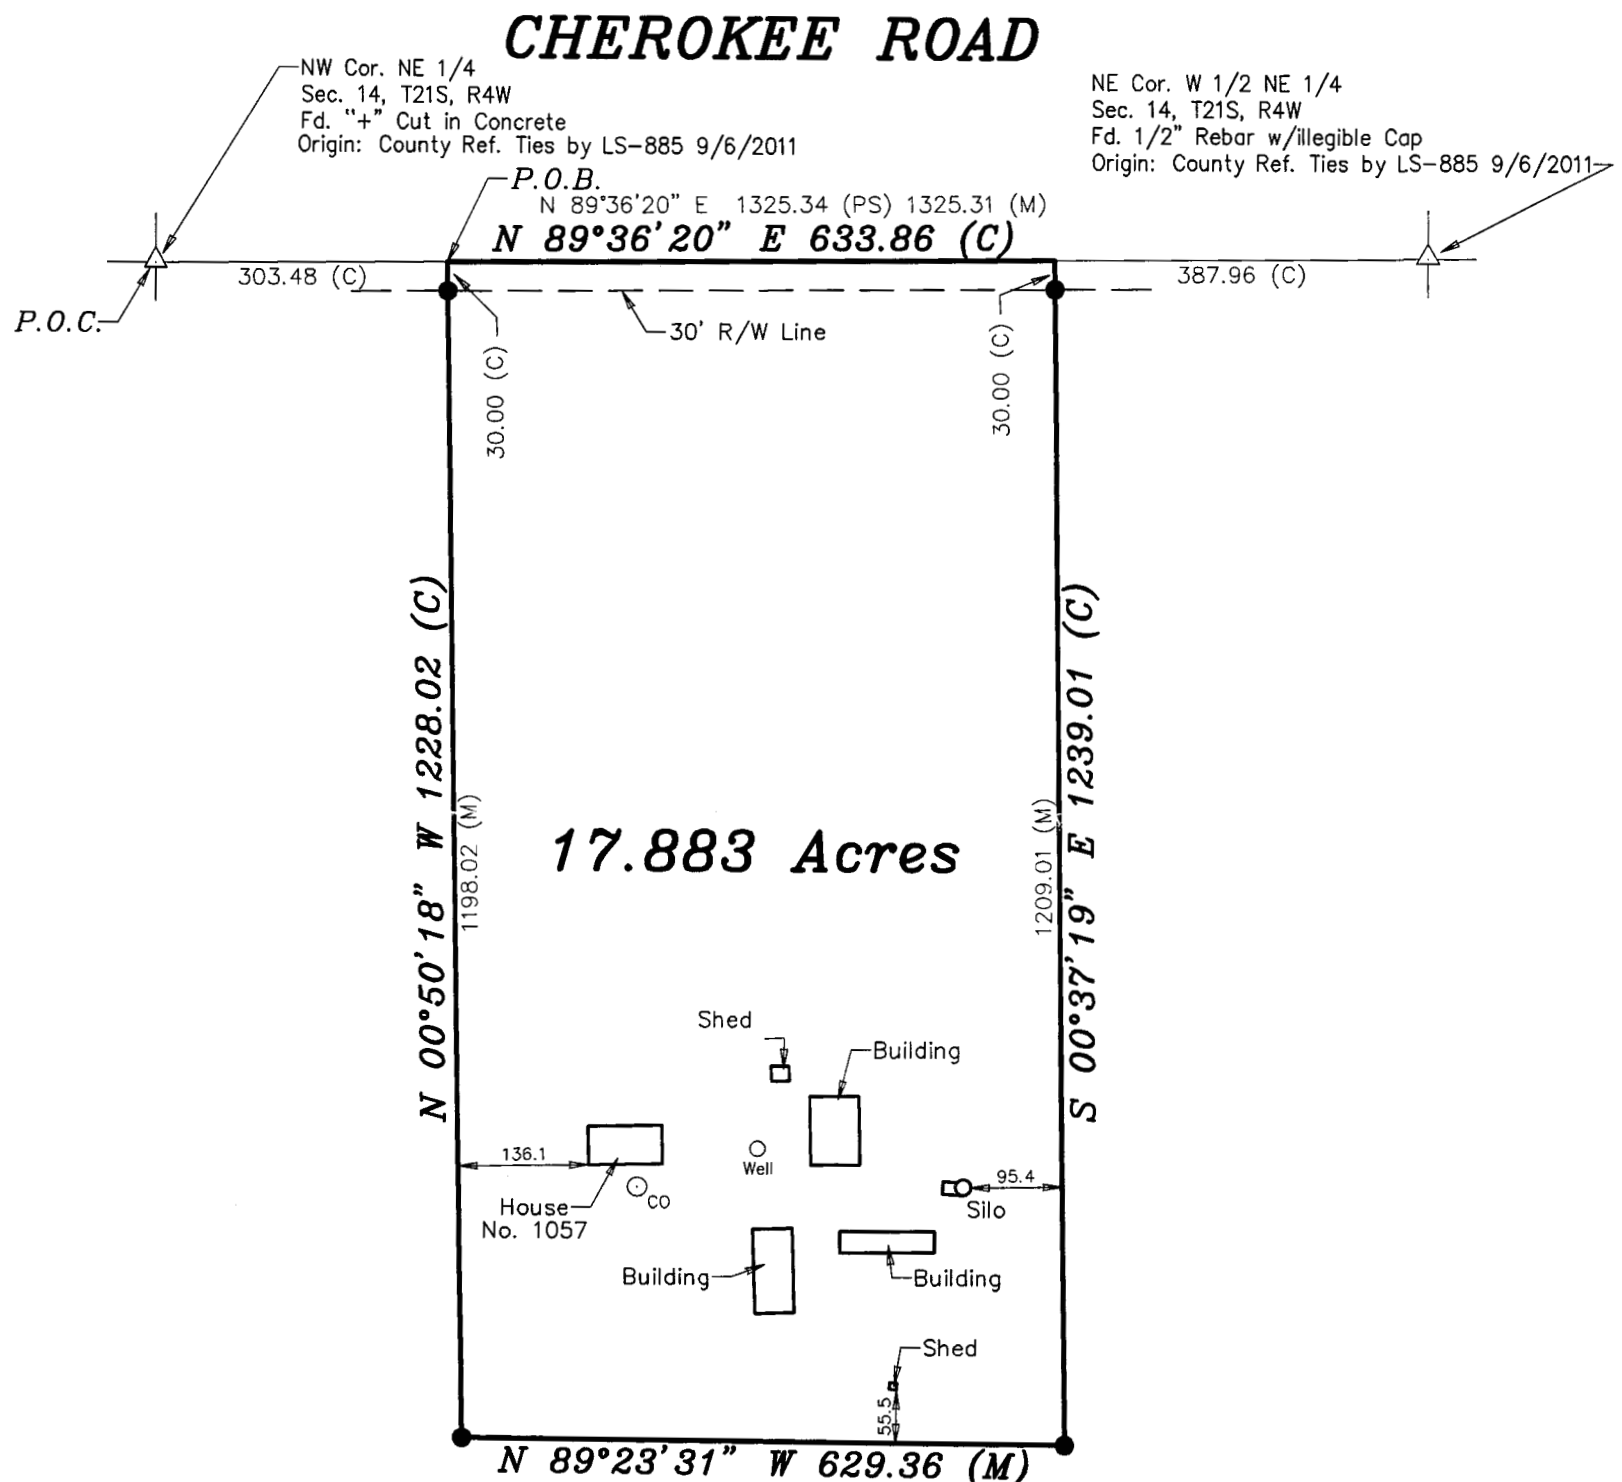 CHEROKEE ROAD
NW Cor. NE 1/4
Sec. 14, T21S, R4W
Fd. "+" Cut in Concrete
Origin: County Ref. Ties by LS-885 9/6/2011
NE Cor. W 1/2 NE 1/4
Sec. 14, T21S, R4W
Fd. 1/2" Rebar w/illegible Cap
Origin: County Ref. Ties by LS-885 9/6/2011
P.O.B.
N 89°36'20" E 1325.34 (PS) 1325.31 (M)
N 89°36'20" E 633.86 (C)
303.48 (C)
387.96 (C)
P.O.C.
30' R/W Line
30.00 (C)
30.00 (C)
N 00°50'18" W 1228.02 (C)
1198.02 (M)
17.883 Acres
1209.01 (M)
S 00°37'19" E 1239.01 (C)
Shed
Building
136.1
Well
House
No. 1057
CO
95.4
Silo
Building
Building
Shed
55.5
N 89°23'31" W 629.36 (M)